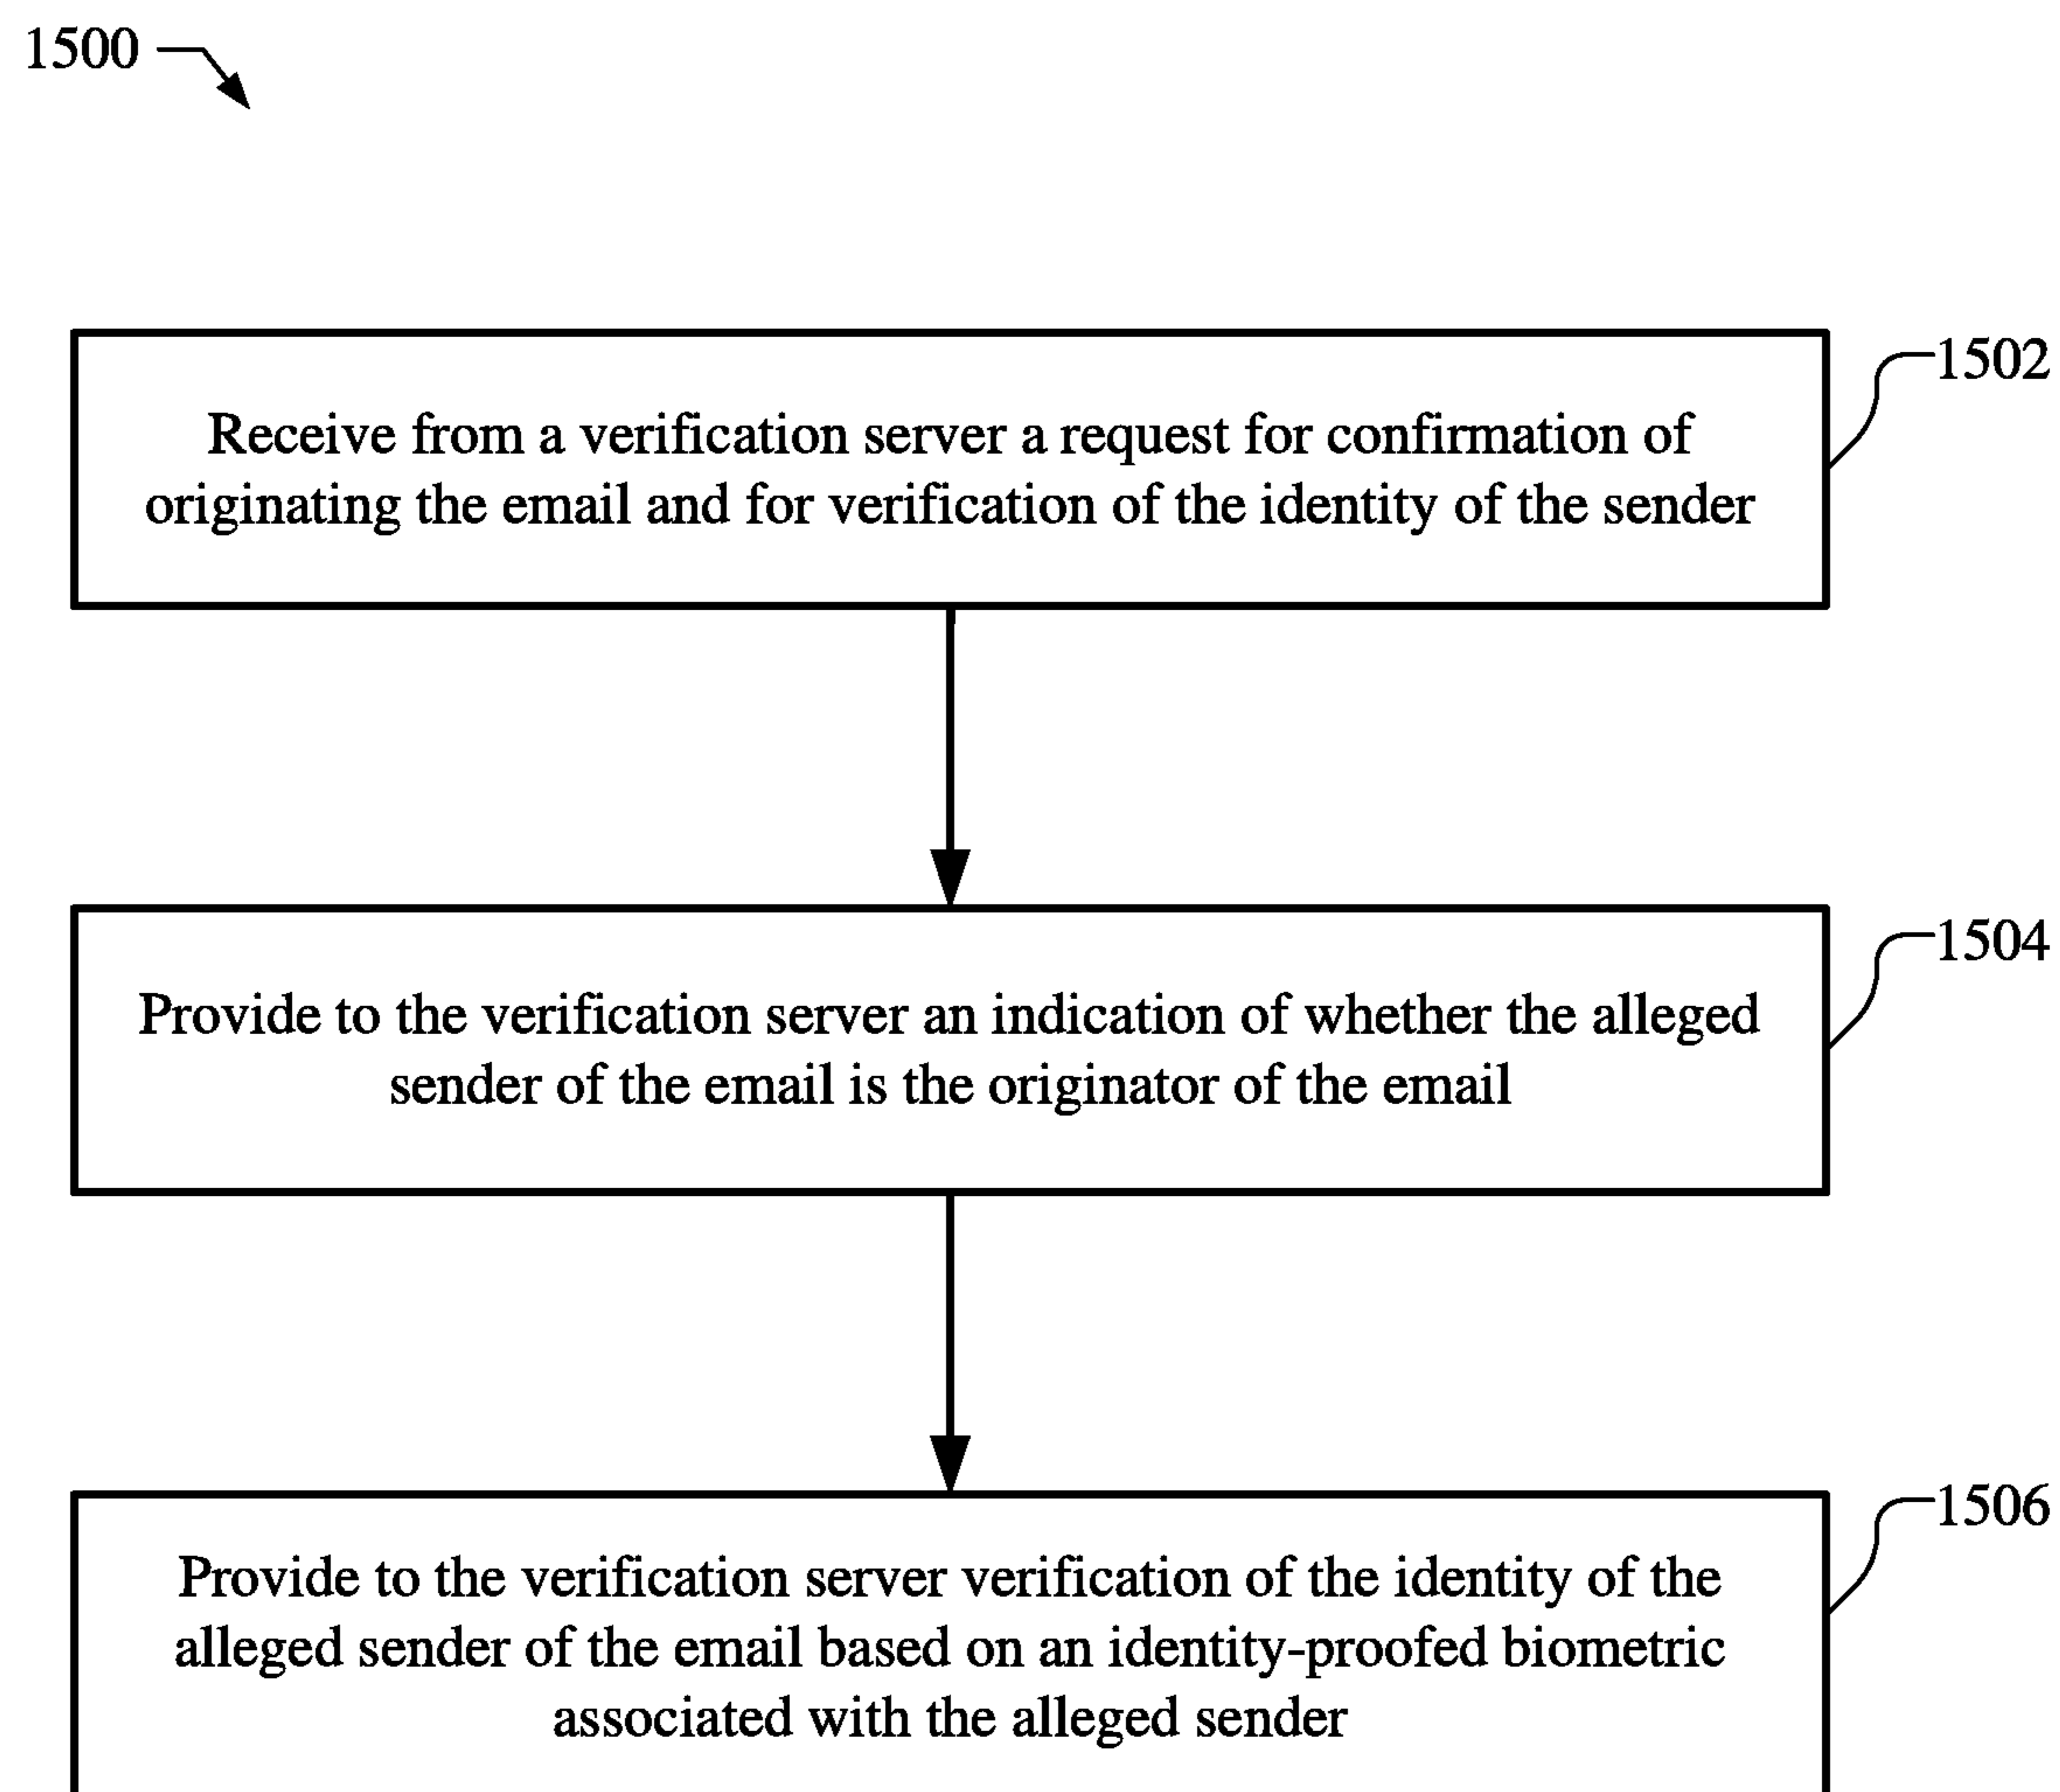 1500
1502
Receive from a verification server a request for confirmation of
originating the email and for verification of the identity of the sender
1504
Provide to the verification server an indication of whether the alleged
sender of the email is the originator of the email
1506
Provide to the verification server verification of the identity of the
alleged sender of the email based on an identity-proofed biometric
associated with the alleged sender